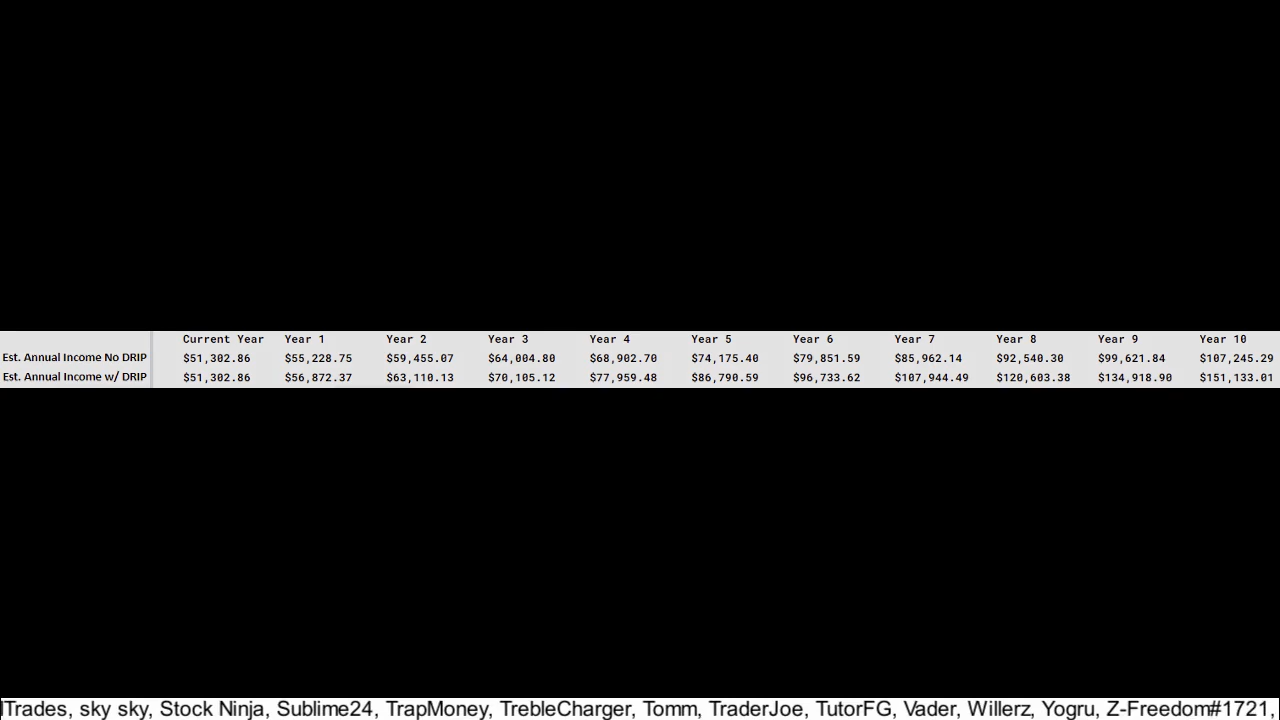 Current Year Year 1 Year 2 Year 3 Year 4 Year 5 Year 6 Year 7 Year 8 Year 9 Year 10
Est. Annual Income No DRIP $51,302.86 $55,228.75 $59,455.07 $64,004.80 $68,902.70 $74,175.40 $79,851.59 $85,962.14 $92,540.30 $99,621.84 $107,245.29
Est. Annual Income w/ DRIP $51,302.86 $56,872.37 $63,110.13 $70,105.12 $77,959.48 $86,790.59 $96,733.62 $107,944.49 $120,603.38 $134,918.90 $151,133.01
Trades, sky sky, Stock Ninja, Sublime24, TrapMoney, TrebleCharger, Tomm, TraderJoe, TutorFG, Vader, Willerz, Yogru, Z-Freedom#1721,